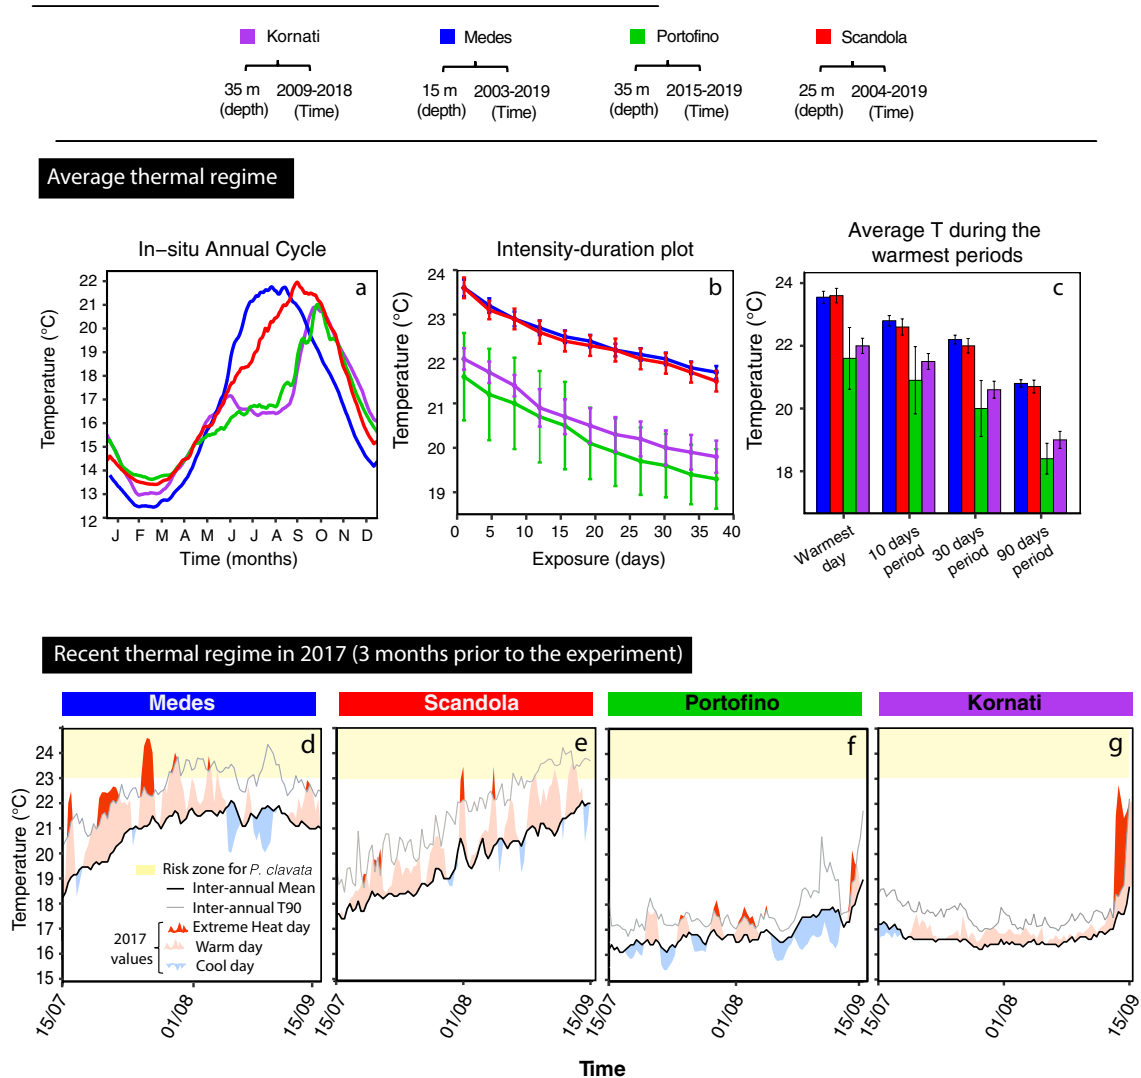 Kornati Medes Portofino Scandola
35 m 2009-2018 15 m 2003-2019 35 m 2015-2019 25 m 2004-2019
(depth) (Time) (depth) (Time) (depth) (Time) (depth) (Time)
Average thermal regime
In−situ Annual Cycle
a
Temperature (°C)
22
21
20
19
18
17
16
15
14
13
12
J F M A M J J A S O N D
Time (months)
Intensity-duration plot
b
Temperature (°C)
24
23
22
21
20
19
0 5 10 15 20 25 30 35 40
Exposure (days)
Average T during the
warmest periods
c
Temperature (°C)
24
22
20
18
Warmest
day
10 days
period
30 days
period
90 days
period
Recent thermal regime in 2017 (3 months prior to the experiment)
Medes Scandola Portofino Kornati
d e f g
Temperature (°C)
24
23
22
21
20
19
18
17
16
15
Risk zone for P. clavata
Inter-annual Mean
Inter-annual T90
2017
values
Extreme Heat day
Warm day
Cool day
15/07 01/08 15/09 15/07 01/08 15/09 15/07 01/08 15/09 15/07 01/08 15/09
Time